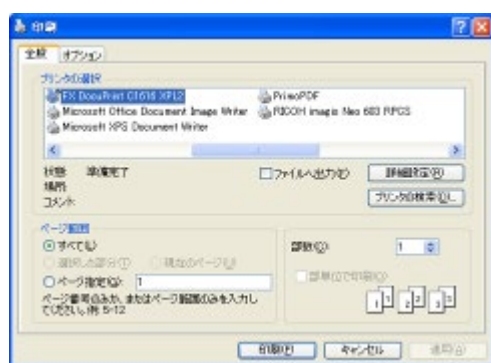 印刷
全般 オプション
プリンタの選択
FX DocuPrint C1616 XPL2
Microsoft Office Document Image Writer
Microsoft XPS Document Writer
PrimoPDF
RICOH imagio Neo 603 RPCS
状態: 準備完了
場所:
コメント:
ファイルへ出力(F)
詳細設定(R)
プリンタの検索(D)...
ページ範囲
すべて(L)
選択した部分(T) 現在のページ(U)
ページ指定(G): 1
ページ番号のみか、またはページ範囲のみを入力し
てください。例: 5-12
部数(C): 1
部単位で印刷(O)
1 1 2 2 3 3
印刷(P) キャンセル 適用(A)